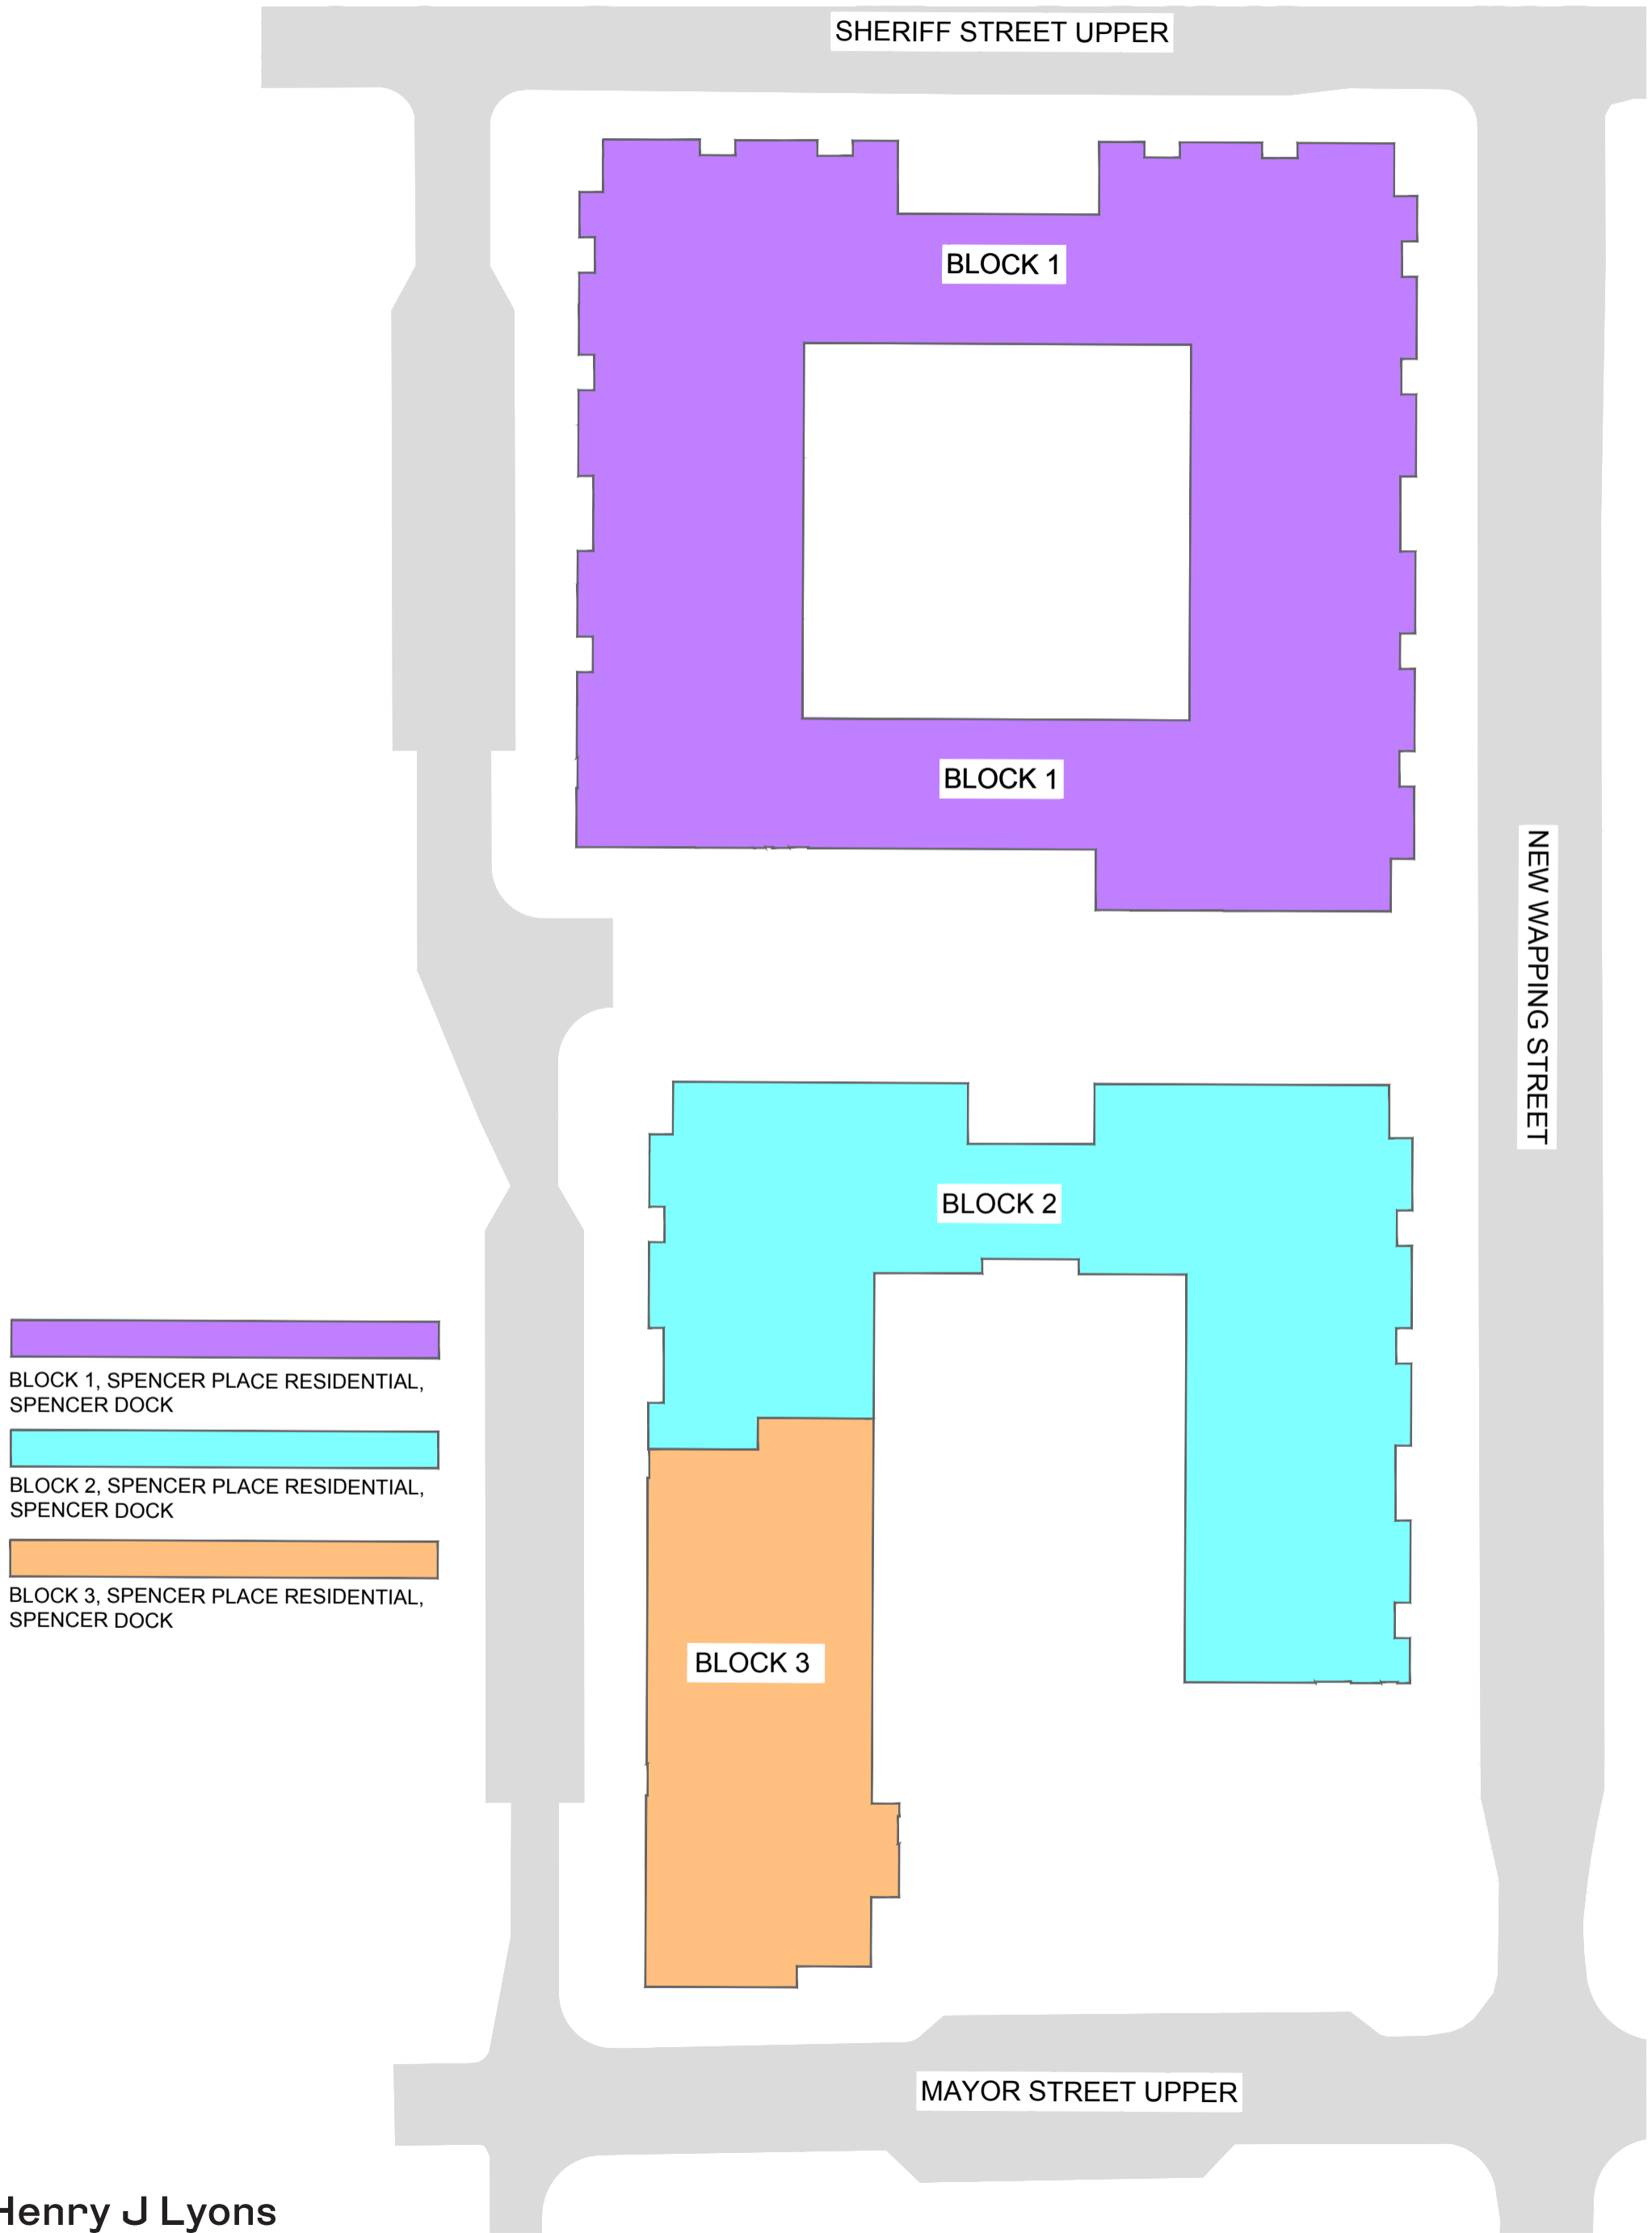 SHERIFF STREET UPPER
BLOCK 1
BLOCK 1
NEW WAPPING STREET
BLOCK 2
BLOCK 1, SPENCER PLACE RESIDENTIAL,
SPENCER DOCK
BLOCK 2, SPENCER PLACE RESIDENTIAL,
SPENCER DOCK
BLOCK 3, SPENCER PLACE RESIDENTIAL,
SPENCER DOCK
BLOCK 3
MAYOR STREET UPPER
Henry J Lyons